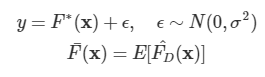 y = F*(x) + ϵ,   ϵ ∼ N(0, σ²)
F̄(x) = E[F̂_D(x)]